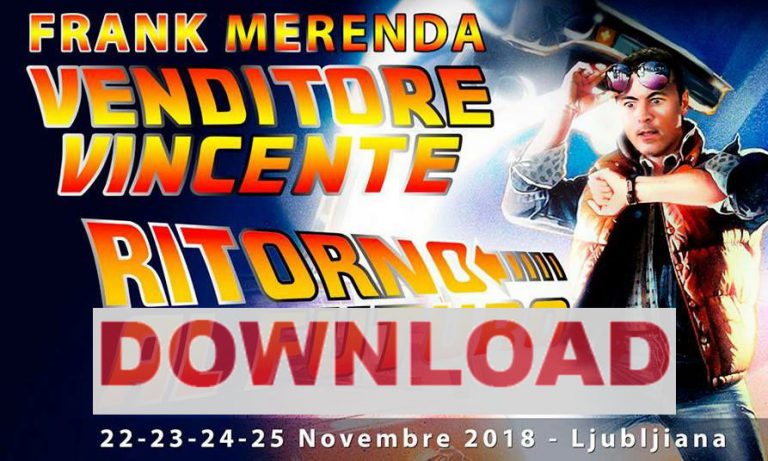 FRANK MERENDA
VENDITORE
VINCENTE
RITORNO
DOWNLOAD
22-23-24-25 Novembre 2018 - Ljubljiana